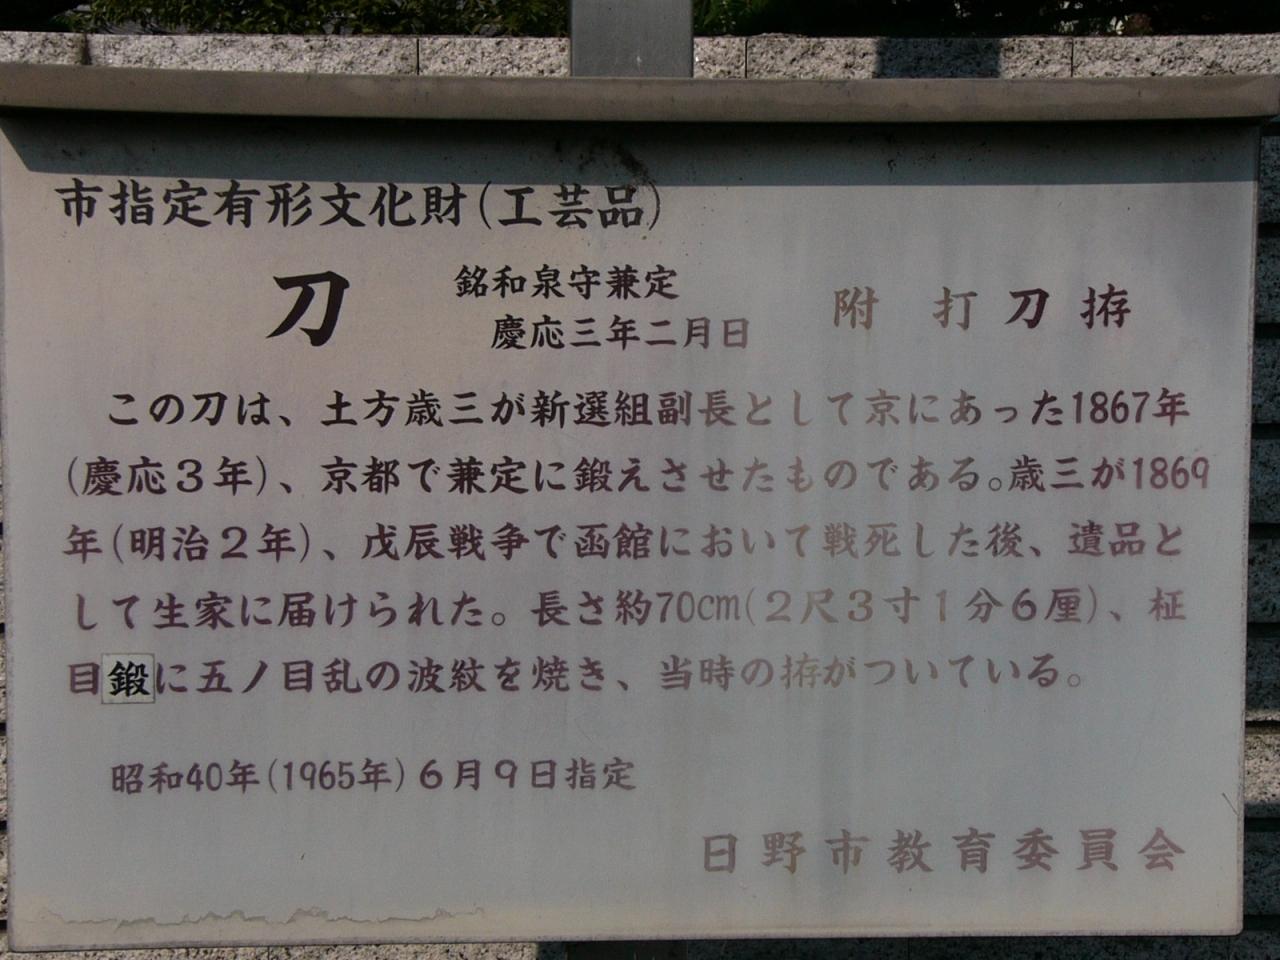 市指定有形文化財(工芸品)
刀 銘和泉守兼定 附 打刀拵
慶応三年二月日
この刀は、土方歳三が新選組副長として京にあった1867年
(慶応3年)、京都で兼定に鍛えさせたものである。歳三が1869
年(明治2年)、戊辰戦争で函館において戦死した後、遺品と
して生家に届けられた。長さ約70cm(2尺3寸1分6厘)、柾
目鍛に五ノ目乱の波紋を焼き、当時の拵がついている。
昭和40年(1965年)6月9日指定
日野市教育委員会